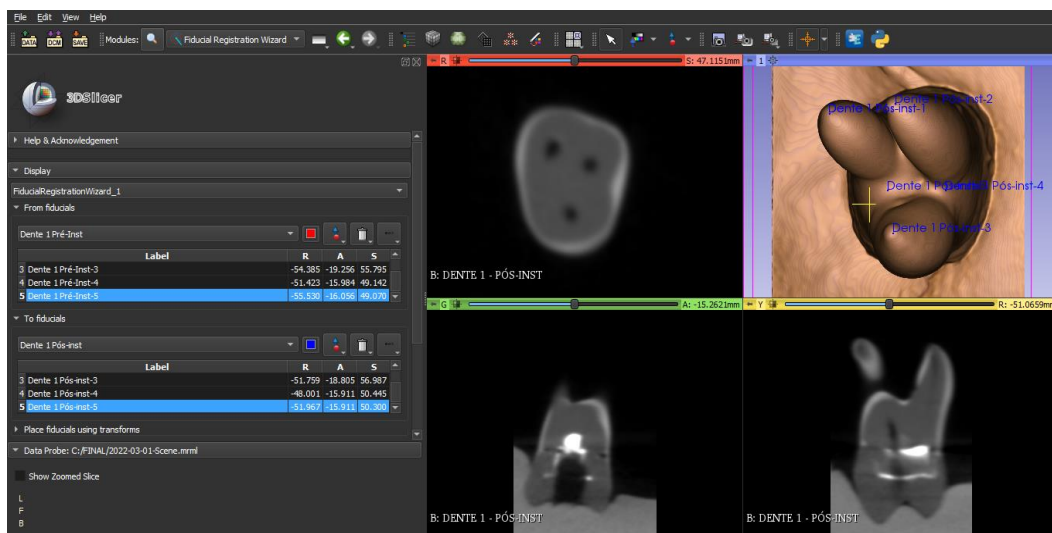 File Edit View Help
DATA DCM SAVE Modules: Fiducial Registration Wizard
R S: 47.1151mm 1
3DSlicer
Help & Acknowledgement
Display
FiducialRegistrationWizard_1
From fiducials
Dente 1 Pré-Inst
Label R A S
3 Dente 1 Pré-Inst-3 -54.385 -19.256 55.795
4 Dente 1 Pré-Inst-4 -51.423 -15.984 49.142
5 Dente 1 Pré-Inst-5 -55.530 -16.056 49.070
To fiducials
Dente 1 Pós-inst
Label R A S
3 Dente 1 Pós-inst-3 -51.759 -18.805 56.987
4 Dente 1 Pós-inst-4 -48.001 -15.911 50.445
5 Dente 1 Pós-inst-5 -51.967 -15.911 50.300
Place fiducials using transforms
Data Probe: C:/FINAL/2022-03-01-Scene.mrml
Show Zoomed Slice
L
F
B
B: DENTE 1 - PÓS-INST
Dente 1 Pós-inst-1
Pós-inst-2
Dente 1 Pós-inst-4
Dente 1 Pós-inst-3
G A: -15.2621mm
Y R: -51.0659mm
B: DENTE 1 - PÓS-INST
B: DENTE 1 - PÓS-INST